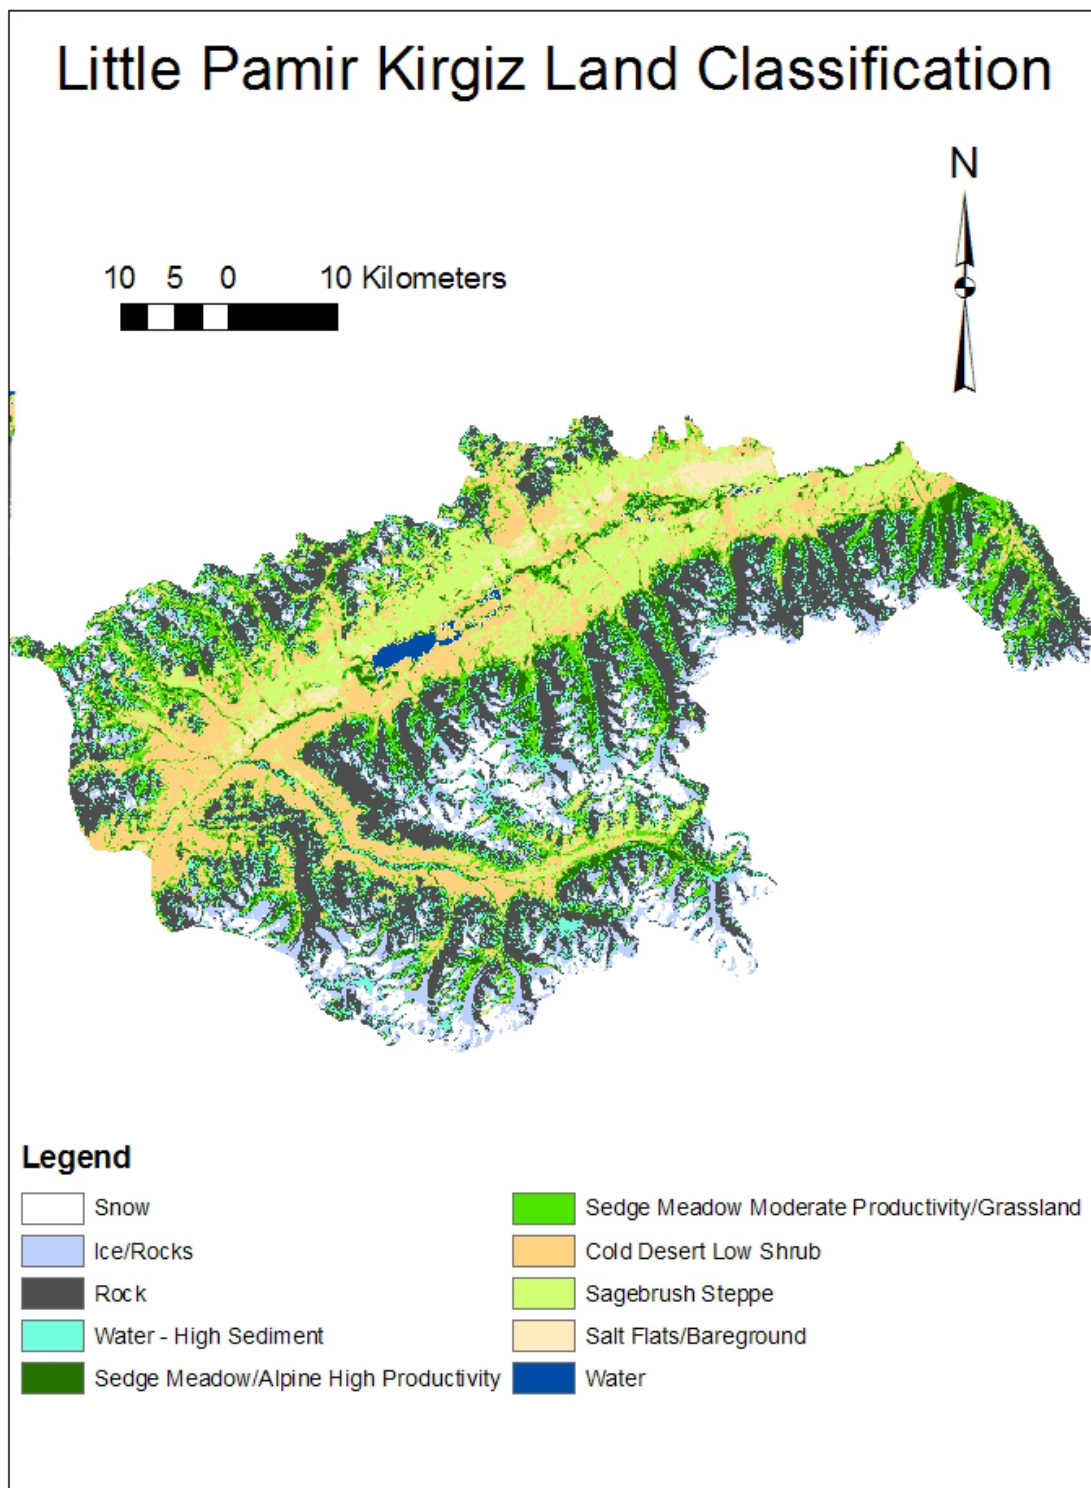 Little Pamir Kirgiz Land Classification
N
10 5 0 10 Kilometers
Legend
Snow
Ice/Rocks
Rock
Water - High Sediment
Sedge Meadow/Alpine High Productivity
Sedge Meadow Moderate Productivity/Grassland
Cold Desert Low Shrub
Sagebrush Steppe
Salt Flats/Bareground
Water